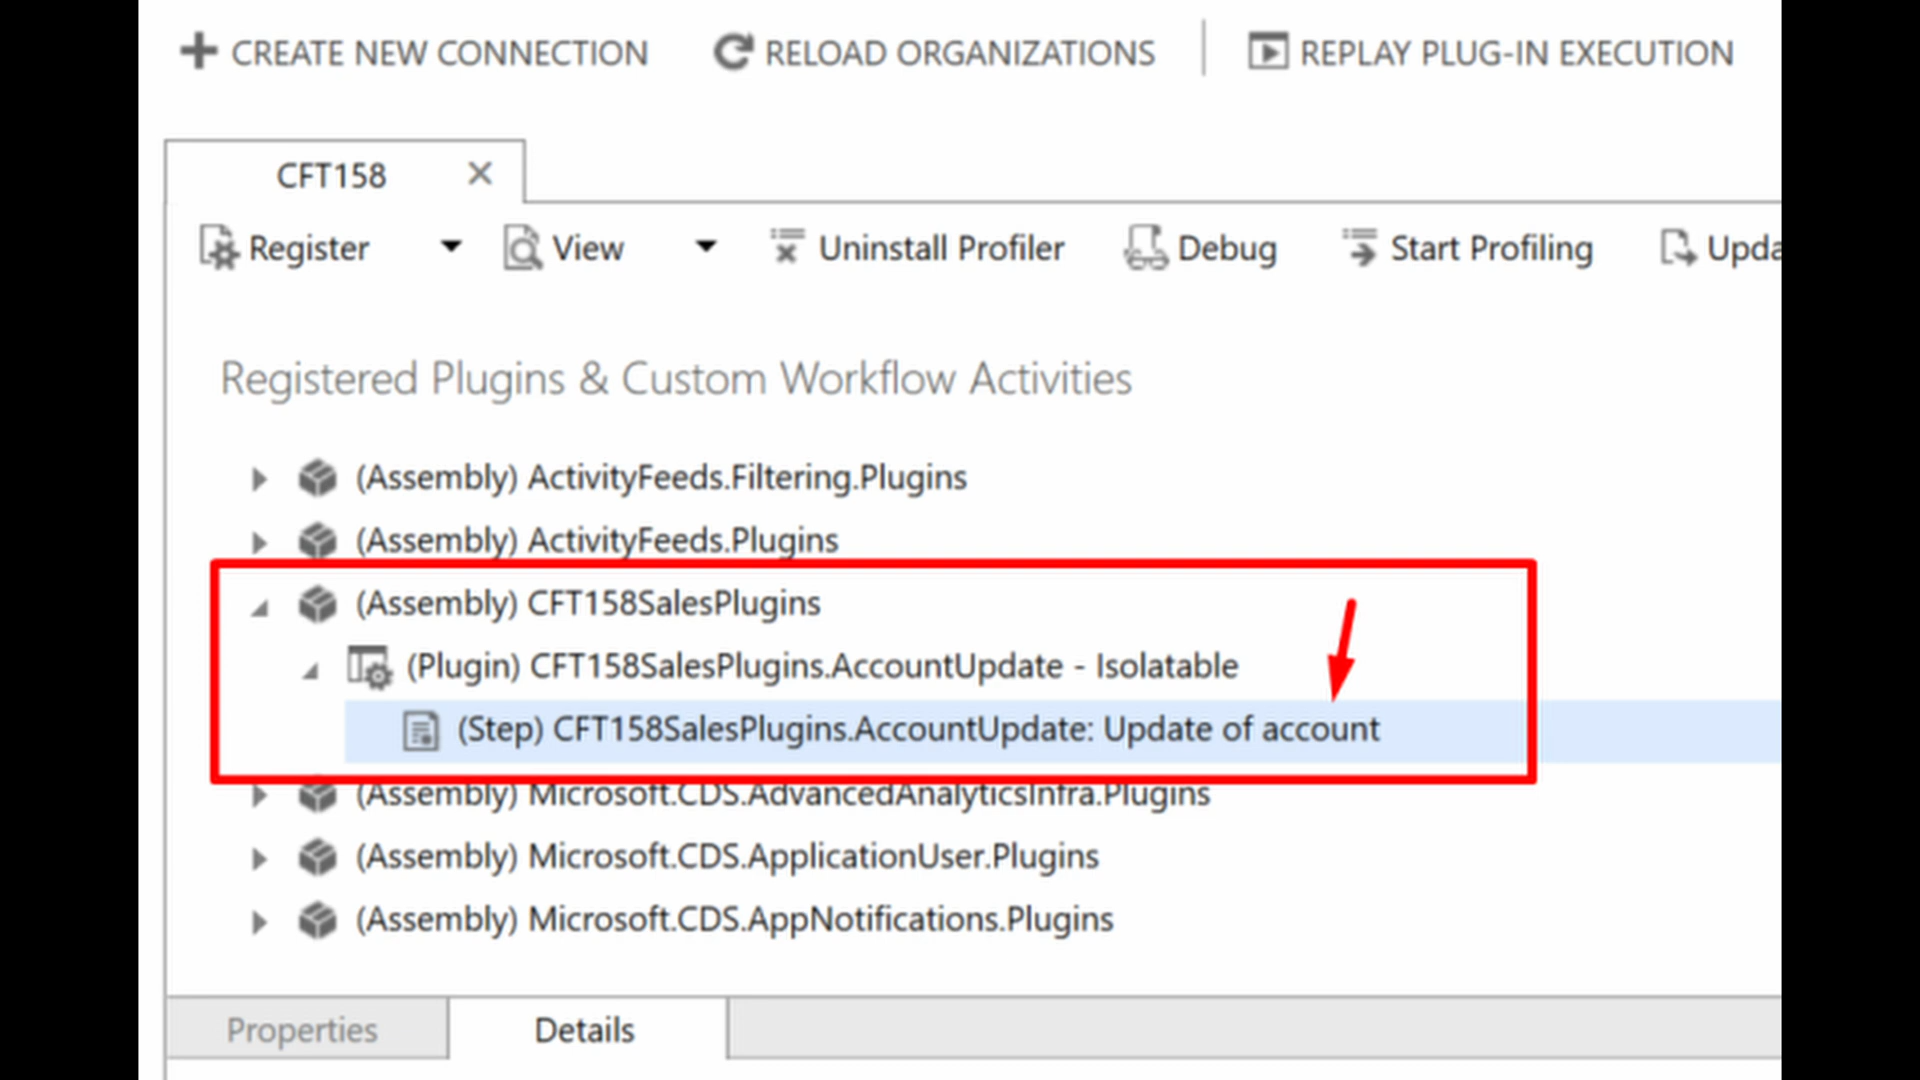 CREATE NEW CONNECTION RELOAD ORGANIZATIONS REPLAY PLUG-IN EXECUTION
CFT158
Register View Uninstall Profiler Debug Start Profiling Upda
Registered Plugins & Custom Workflow Activities
(Assembly) ActivityFeeds.Filtering.Plugins
(Assembly) ActivityFeeds.Plugins
(Assembly) CFT158SalesPlugins
(Plugin) CFT158SalesPlugins.AccountUpdate - Isolatable
(Step) CFT158SalesPlugins.AccountUpdate: Update of account
(Assembly) Microsoft.CDS.AdvancedAnalyticsInfra.Plugins
(Assembly) Microsoft.CDS.ApplicationUser.Plugins
(Assembly) Microsoft.CDS.AppNotifications.Plugins
Properties Details